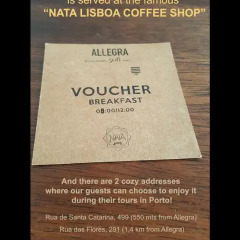 is served at the famous
“NATA LISBOA COFFEE SHOP”
ALLEGRA
VOUCHER
BREAKFAST
08:00|12:00
NATA
And there are 2 cozy addresses
where our guests can choose to enjoy it
during their tours in Porto!
Rua de Santa Catarina, 499 (550 mts from Allegra)
Rua das Flores, 291 (1,4 km from Allegra)